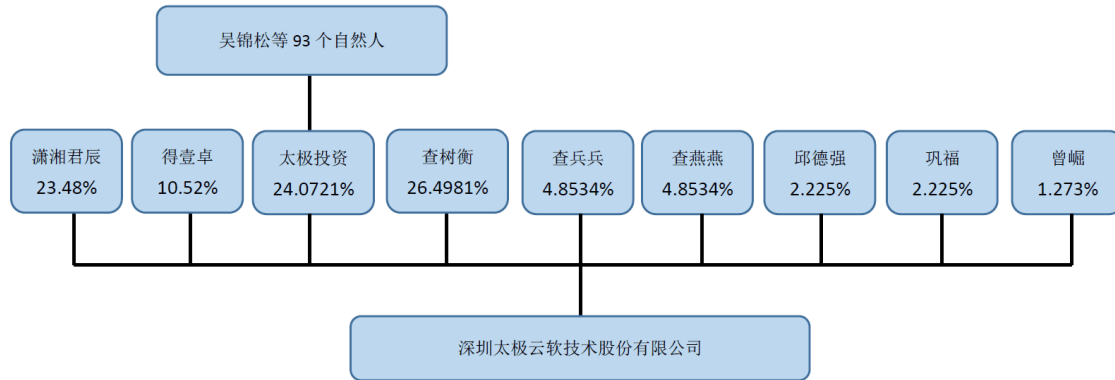 吴锦松等 93 个自然人
潇湘君辰
23.48%
得壹卓
10.52%
太极投资
24.0721%
查树衡
26.4981%
查兵兵
4.8534%
查燕燕
4.8534%
邱德强
2.225%
巩福
2.225%
曾崛
1.273%
深圳太极云软技术股份有限公司